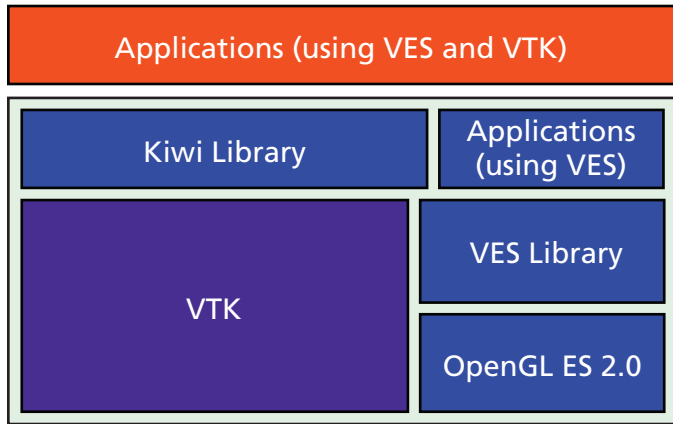 Applications (using VES and VTK)
Kiwi Library
Applications
(using VES)
VTK
VES Library
OpenGL ES 2.0